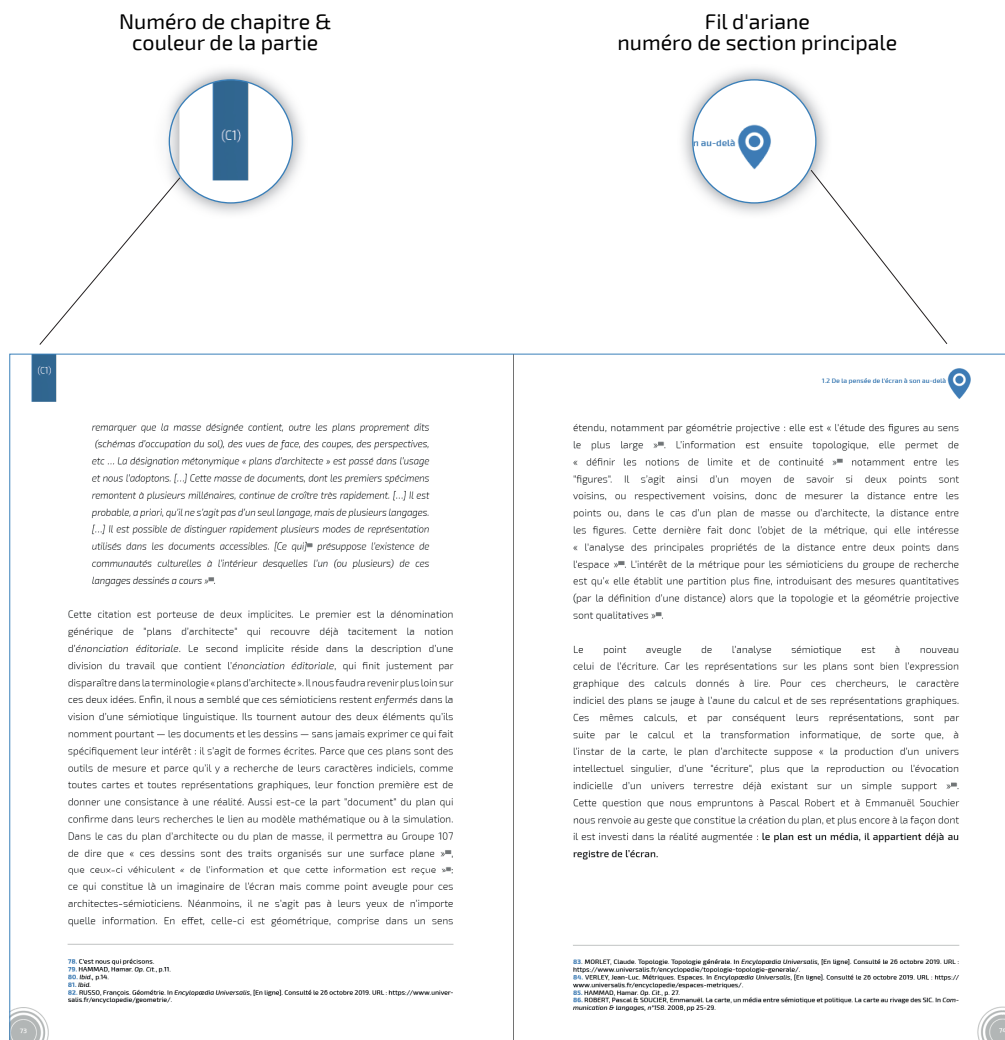 Numéro de chapitre &
couleur de la partie
Fil d'ariane
numéro de section principale
(C1)
n au-delà
(C1)
remarquer que la masse désignée contient, outre les plans proprement dits
(schémas d'occupation du sol), des vues de face, des coupes, des perspectives,
etc ... La désignation métonymique « plans d'architecte » est passé dans l'usage
et nous l'adoptons. [...] Cette masse de documents, dont les premiers spécimens
remontent à plusieurs millénaires, continue de croître très rapidement. [...] Il est
probable, a priori, qu'il ne s'agit pas d'un seul langage, mais de plusieurs langages.
[...] Il est possible de distinguer rapidement plusieurs modes de représentation
utilisés dans les documents accessibles. [Ce qui] présuppose l'existence de
communautés culturelles à l'intérieur desquelles l'un (ou plusieurs) de ces
langages dessinés a cours ».
Cette citation est porteuse de deux implicites. Le premier est la dénomination
générique de "plans d'architecte" qui recouvre déjà tacitement la notion
d'énonciation éditoriale. Le second implicite réside dans la description d'une
division du travail que contient l'énonciation éditoriale, qui finit justement par
disparaître dans la terminologie « plans d'architecte ». Il nous faudra revenir plus loin sur
ces deux idées. Enfin, il nous a semblé que ces sémioticiens restent enfermés dans la
vision d'une sémiotique linguistique. Ils tournent autour des deux éléments qu'ils
nomment pourtant — les documents et les dessins — sans jamais exprimer ce qui fait
spécifiquement leur intérêt : il s'agit de formes écrites. Parce que ces plans sont des
outils de mesure et parce qu'il y a recherche de leurs caractères indiciels, comme
toutes cartes et toutes représentations graphiques, leur fonction première est de
donner une consistance à une réalité. Aussi est-ce la part "document" du plan qui
confirme dans leurs recherches le lien au modèle mathématique ou à la simulation.
Dans le cas du plan d'architecte ou du plan de masse, il permettra au Groupe 107
de dire que « ces dessins sont des traits organisés sur une surface plane »,
que ceux-ci véhiculent « de l'information et que cette information est reçue »;
ce qui constitue là un imaginaire de l'écran mais comme point aveugle pour ces
architectes-sémioticiens. Néanmoins, il ne s'agit pas à leurs yeux de n'importe
quelle information. En effet, celle-ci est géométrique, comprise dans un sens
78. C'est nous qui précisons.
79. HAMMAD, Hamar. Op. Cit., p.11.
80. Ibid., p.14.
81. Ibid.
82. RUSSO, François. Géométrie. In Encylopædia Universalis, [En ligne]. Consulté le 26 octobre 2019. URL : https://www.univer-
salis.fr/encyclopedie/geometrie/.
73
1.2 De la pensée de l'écran à son au-delà
étendu, notamment par géométrie projective : elle est « l'étude des figures au sens
le plus large ». L'information est ensuite topologique, elle permet de
« définir les notions de limite et de continuité » notamment entre les
"figures". Il s'agit ainsi d'un moyen de savoir si deux points sont
voisins, ou respectivement voisins, donc de mesurer la distance entre les
points ou, dans le cas d'un plan de masse ou d'architecte, la distance entre
les figures. Cette dernière fait donc l'objet de la métrique, qui elle intéresse
« l'analyse des principales propriétés de la distance entre deux points dans
l'espace ». L'intérêt de la métrique pour les sémioticiens du groupe de recherche
est qu'« elle établit une partition plus fine, introduisant des mesures quantitatives
(par la définition d'une distance) alors que la topologie et la géométrie projective
sont qualitatives ».
Le point aveugle de l'analyse sémiotique est à nouveau
celui de l'écriture. Car les représentations sur les plans sont bien l'expression
graphique des calculs donnés à lire. Pour ces chercheurs, le caractère
indiciel des plans se jauge à l'aune du calcul et de ses représentations graphiques.
Ces mêmes calculs, et par conséquent leurs représentations, sont par
suite par le calcul et la transformation informatique, de sorte que, à
l'instar de la carte, le plan d'architecte suppose « la production d'un univers
intellectuel singulier, d'une "écriture", plus que la reproduction ou l'évocation
indicielle d'un univers terrestre déjà existant sur un simple support ».
Cette question que nous empruntons à Pascal Robert et à Emmanuël Souchier
nous renvoie au geste que constitue la création du plan, et plus encore à la façon dont
il est investi dans la réalité augmentée : le plan est un média, il appartient déjà au
registre de l'écran.
83. MORLET, Claude. Topologie. Topologie générale. In Encylopædia Universalis, [En ligne]. Consulté le 26 octobre 2019. URL :
https://www.universalis.fr/encyclopedie/topologie-topologie-generale/.
84. VERLEY, Jean-Luc. Métriques. Espaces. In Encylopædia Universalis, [En ligne]. Consulté le 26 octobre 2019. URL : https://
www.universalis.fr/encyclopedie/espaces-metriques/.
85. HAMMAD, Hamar. Op. Cit., p. 27.
86. ROBERT, Pascal & SOUCIER, Emmanuël. La carte, un média entre sémiotique et politique. La carte au rivage des SIC. In Com-
munication & langages, n°158. 2008, pp 25-29.